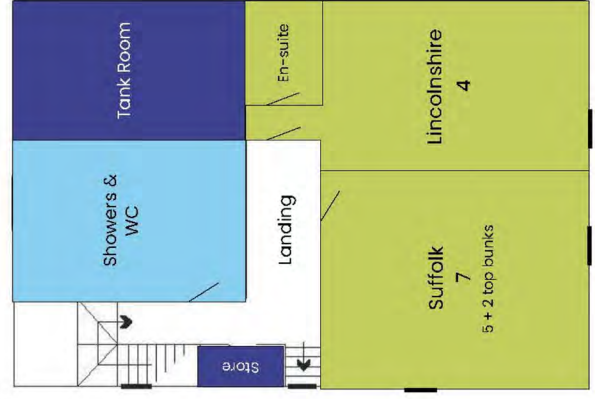 Tank Room
En-suite
Lincolnshire
4
Showers &
WC
Landing
Suffolk
7
5 + 2 top bunks
Store